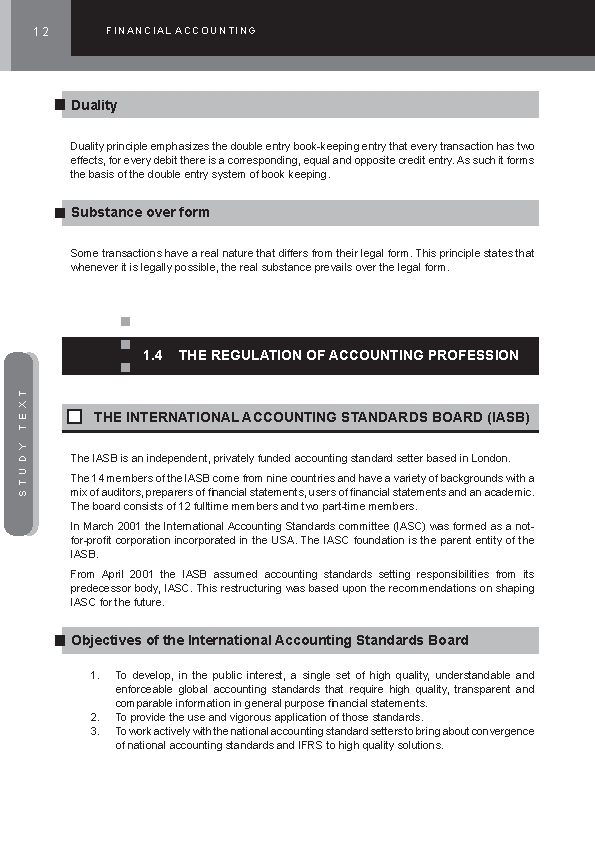 12
FINANCIAL ACCOUNTING
Duality
Duality principle emphasizes the double entry book-keeping entry that every transaction has two
effects, for every debit there is a corresponding, equal and opposite credit entry. As such it forms
the basis of the double entry system of book keeping.
Substance over form
Some transactions have a real nature that differs from their legal form. This principle states that
whenever it is legally possible, the real substance prevails over the legal form.
1.4 THE REGULATION OF ACCOUNTING PROFESSION
STUDY TEXT
THE INTERNATIONAL ACCOUNTING STANDARDS BOARD (IASB)
The IASB is an independent, privately funded accounting standard setter based in London.
The 14 members of the IASB come from nine countries and have a variety of backgrounds with a
mix of auditors, preparers of financial statements, users of financial statements and an academic.
The board consists of 12 fulltime members and two part-time members.
In March 2001 the International Accounting Standards committee (IASC) was formed as a not-
for-profit corporation incorporated in the USA. The IASC foundation is the parent entity of the
IASB.
From April 2001 the IASB assumed accounting standards setting responsibilities from its
predecessor body, IASC. This restructuring was based upon the recommendations on shaping
IASC for the future.
Objectives of the International Accounting Standards Board
1. To develop, in the public interest, a single set of high quality, understandable and
enforceable global accounting standards that require high quality, transparent and
comparable information in general purpose financial statements.
2. To provide the use and vigorous application of those standards.
3. To work actively with the national accounting standard setters to bring about convergence
of national accounting standards and IFRS to high quality solutions.